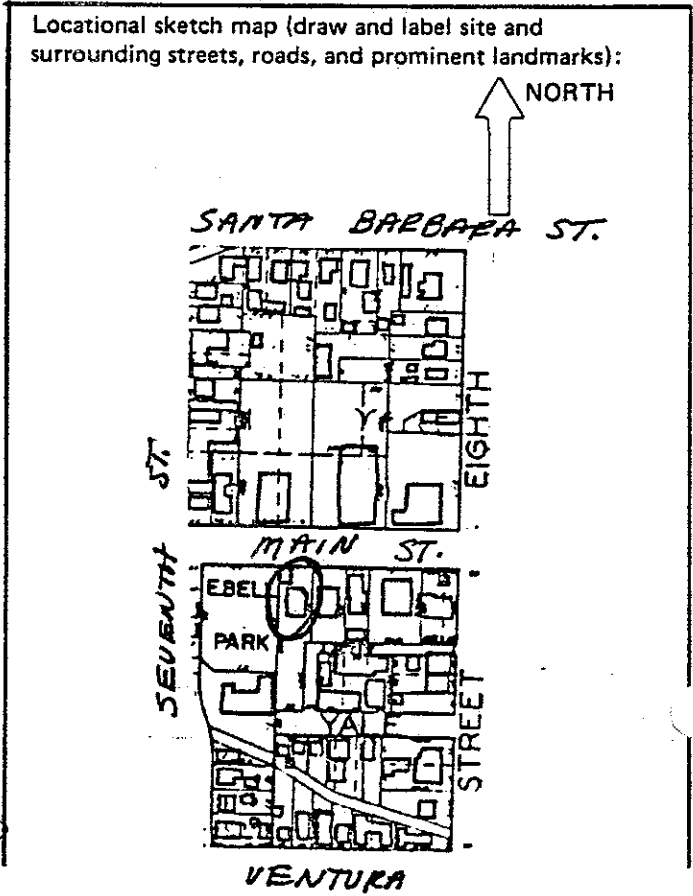 Locational sketch map (draw and label site and
surrounding streets, roads, and prominent landmarks):
NORTH
SANTA BARBARA ST.
EIGHTH
Y
SEVENTH ST.
MAIN ST.
EBEL
PARK
YA
STREET
VENTURA